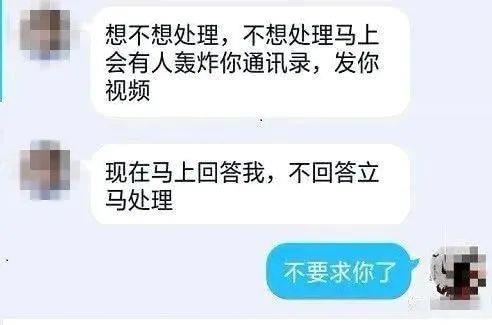 想不想处理，不想处理马上
会有人轰炸你通讯录，发你
视频
现在马上回答我，不回答立
马处理
不要求你了